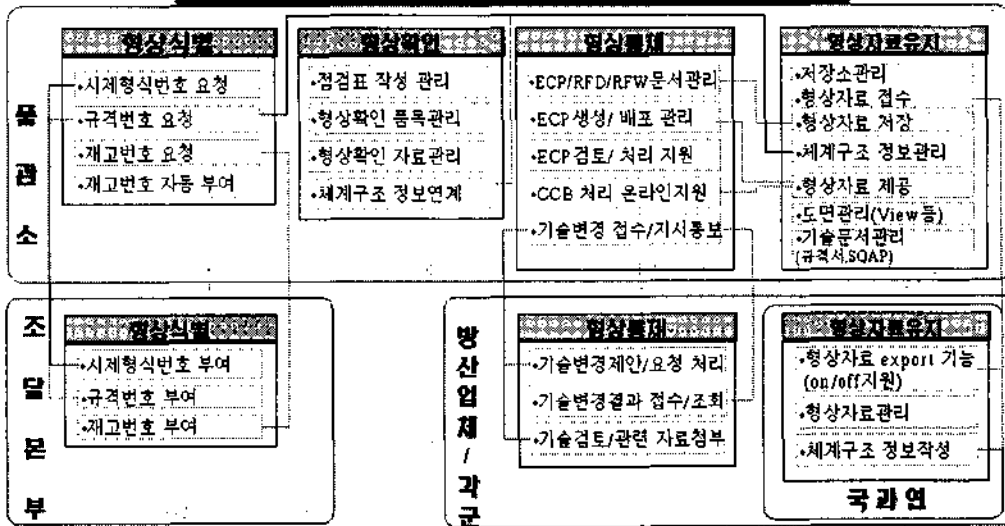 품관소
형상식별
•시제형식번호 요청
•규격번호 요청
•재고번호 요청
•재고번호 자동 부여
형상확인
•점검표 작성 관리
•형상확인 품목관리
•형상확인 자료관리
•체계구조 정보연계
형상통제
•ECP/RFD/RFW문서관리
•ECP생성/ 배포 관리
•ECP검토/ 처리 지원
•CCB 처리 온라인지원
•기술변경 접수/지시통보
형상자료유지
•저장소관리
•형상자료 접수
•형상자료 저장
•체계구조 정보관리
•형상자료 제공
•도면관리(View등)
•기술문서관리
(규격서,SQAP)
조달본부
형상식별
•시제형식번호 부여
•규격번호 부여
•재고번호 부여
방산업체/각군
형상통제
•기술변경제안/요청 처리
•기술변경결과 접수/조회
•기술검토/관련 자료첨부
형상자료유지
•형상자료 export 기능
(on/off지원)
•형상자료관리
•체계구조 정보작성
국과연